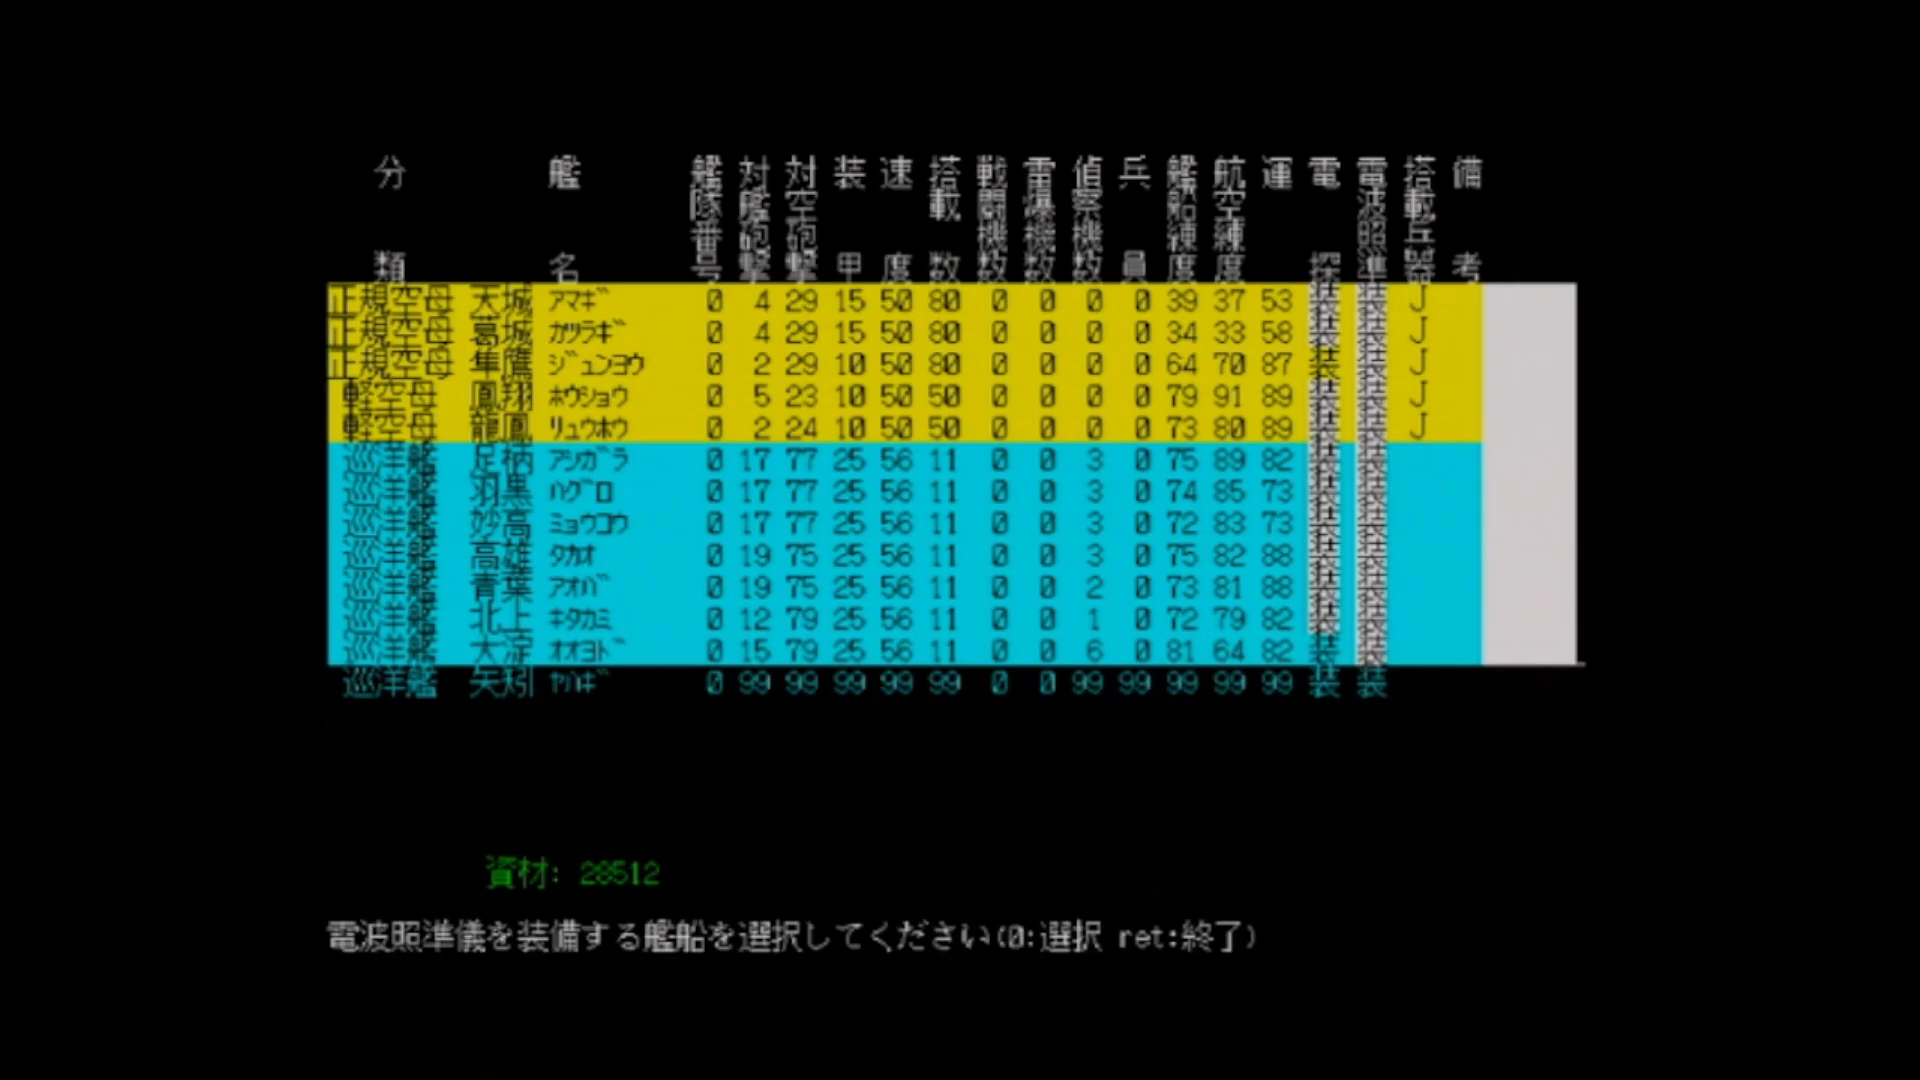 分類 艦名 艦隊番号 対艦砲撃 対空砲撃 装甲 速度 搭載数 戦闘機数 雷爆機数 偵察機数 兵員 艦船練度 航空練度 運 電探 電波照準 搭載兵器 備考
正規空母 天城 アマギ 0 4 29 15 50 80 0 0 0 0 39 37 53 装 装 J
正規空母 葛城 カツラギ 0 4 29 15 50 80 0 0 0 0 34 33 58 装 装 J
正規空母 隼鷹 ジュンヨウ 0 2 29 10 50 80 0 0 0 0 64 70 87 装 装 J
軽空母 鳳翔 ホウショウ 0 5 23 10 50 50 0 0 0 0 79 91 89 装 装 J
軽空母 龍鳳 リュウホウ 0 2 24 10 50 50 0 0 0 0 73 80 89 装 装 J
巡洋艦 足柄 アシガラ 0 17 77 25 56 11 0 0 3 0 75 89 82 装 装
巡洋艦 羽黒 ハグロ 0 17 77 25 56 11 0 0 3 0 74 85 73 装 装
巡洋艦 妙高 ミョウコウ 0 17 77 25 56 11 0 0 3 0 72 83 73 装 装
巡洋艦 高雄 タカオ 0 19 75 25 56 11 0 0 3 0 75 82 88 装 装
巡洋艦 青葉 アオバ 0 19 75 25 56 11 0 0 2 0 73 81 88 装 装
巡洋艦 北上 キタカミ 0 12 79 25 56 11 0 0 1 0 72 79 82 装 装
巡洋艦 大淀 オオヨド 0 15 79 25 56 11 0 0 6 0 81 64 82 装 装
巡洋艦 矢矧 ヤハギ 0 99 99 99 99 99 0 0 99 99 99 99 99 装 装
資材: 28512
電波照準儀を装備する艦船を選択してください(0:選択 ret:終了)